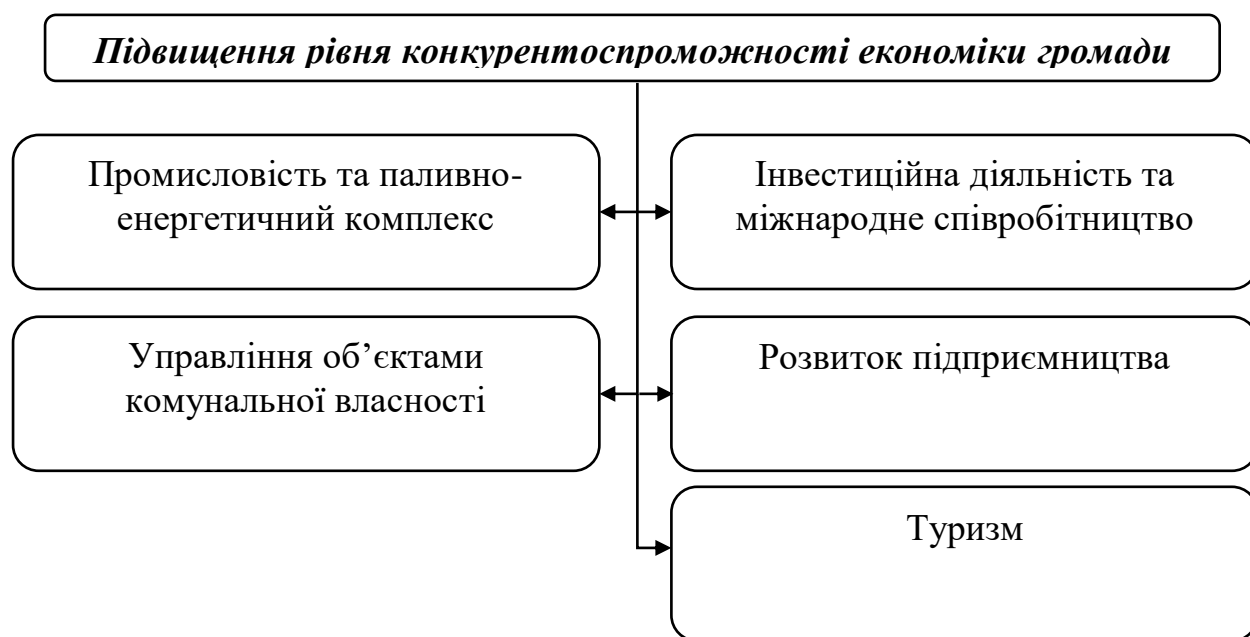 Підвищення рівня конкурентоспроможності економіки громади
Промисловість та паливно-
енергетичний комплекс
Інвестиційна діяльність та
міжнародне співробітництво
Управління об’єктами
комунальної власності
Розвиток підприємництва
Туризм